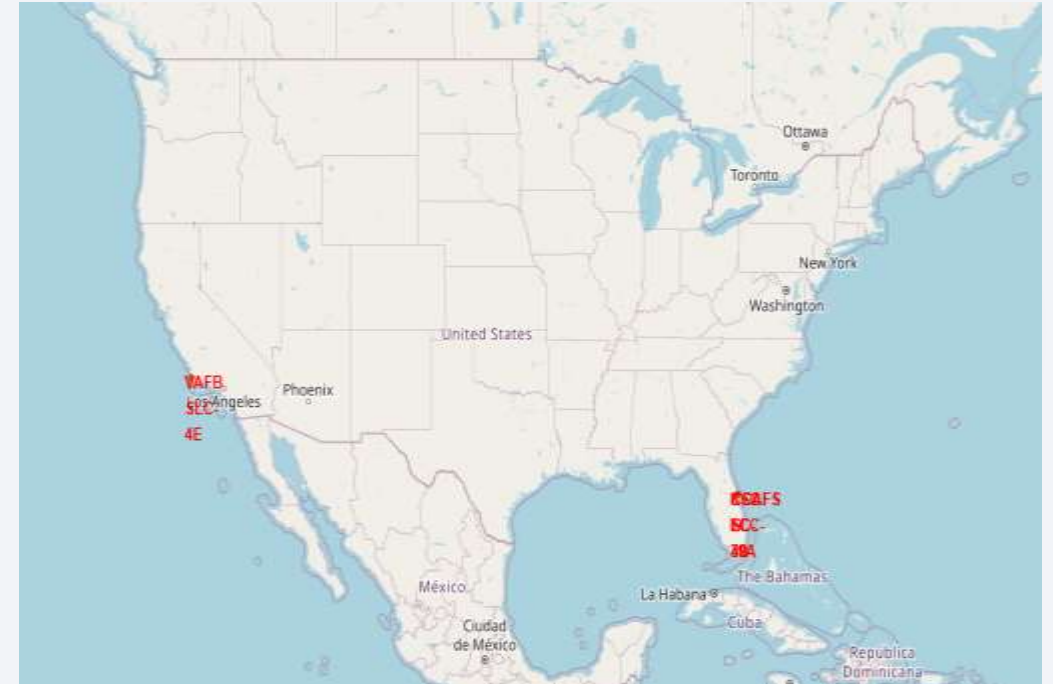 Ottawa
Toronto
New York
Washington
United States
VAFB
Phoenix
Los Angeles
SLC-
4E
The Bahamas
México
La Habana
Ciudad
de México
Cuba
Republica
Dominicana